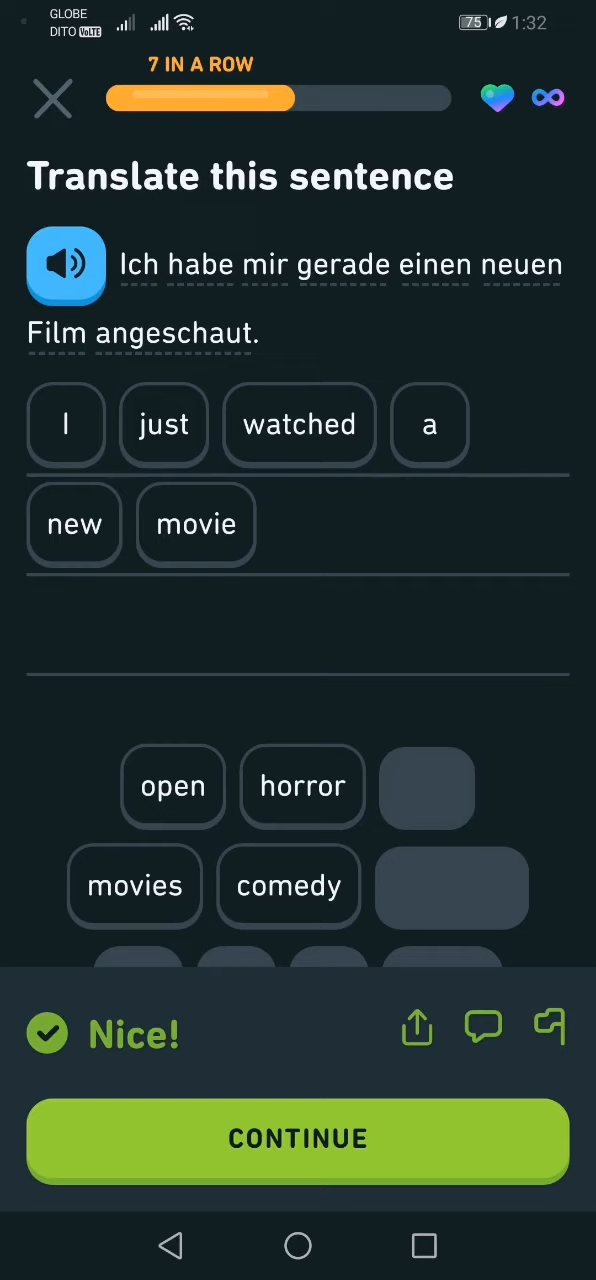 GLOBE
DITO VoLTE
75 1:32
7 IN A ROW
Translate this sentence
Ich habe mir gerade einen neuen
Film angeschaut.
I just watched a
new movie
open horror
movies comedy
Nice!
CONTINUE